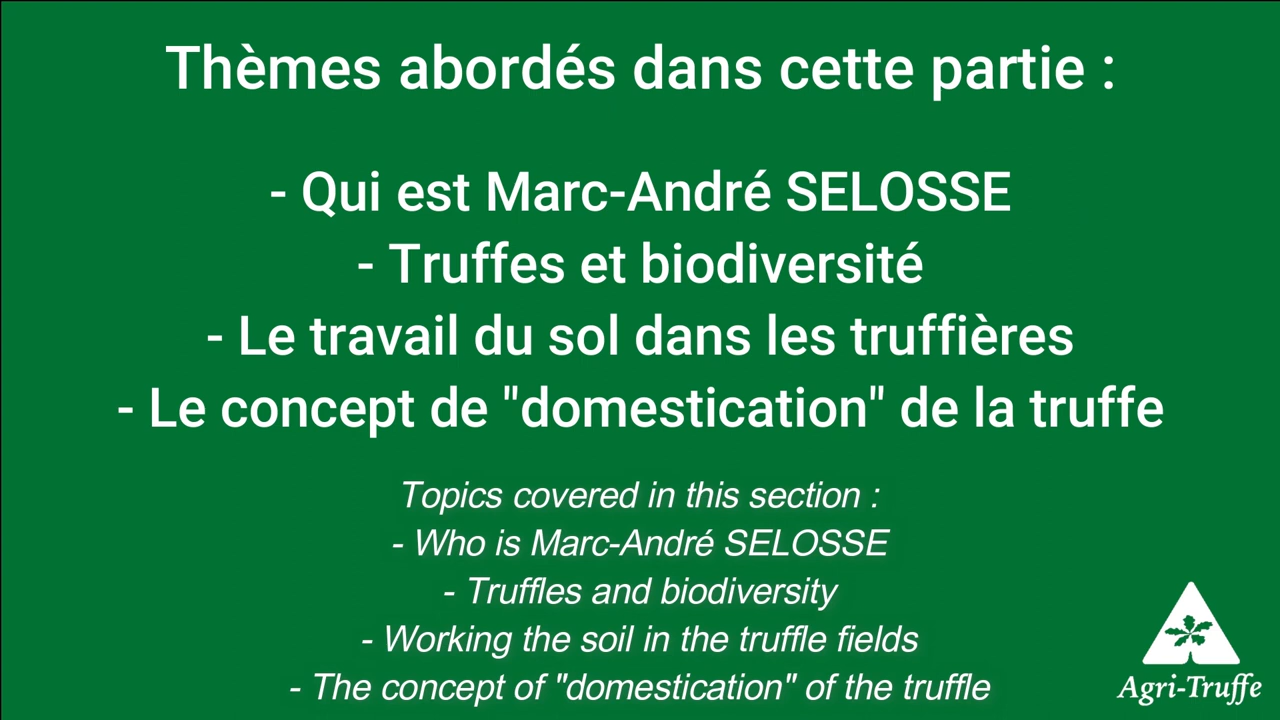 Thèmes abordés dans cette partie :
- Qui est Marc-André SELOSSE
- Truffes et biodiversité
- Le travail du sol dans les truffières
- Le concept de "domestication" de la truffe
Topics covered in this section :
- Who is Marc-André SELOSSE
- Truffles and biodiversity
- Working the soil in the truffle fields
- The concept of "domestication" of the truffle
Agri-Truffe